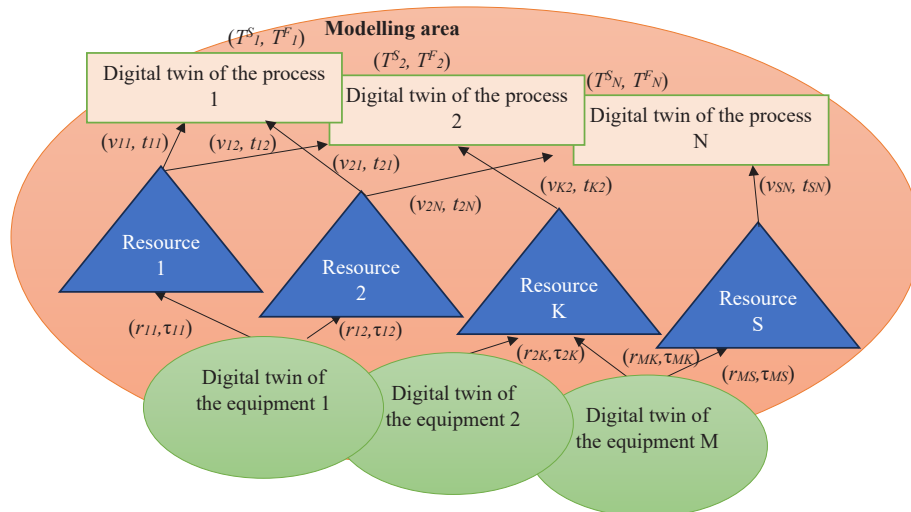 Modelling area
(T^S_1, T^F_1)
(T^S_2, T^F_2)
(T^S_N, T^F_N)
Digital twin of the process
1
Digital twin of the process
2
Digital twin of the process
N
(v11, t11)
(v12, t12)
(v21, t21)
(v2N, t2N)
(vK2, tK2)
(vSN, tSN)
Resource
1
Resource
2
Resource
K
Resource
S
(r11,τ11)
(r12,τ12)
(r2K,τ2K)
(rMK,τMK)
(rMS,τMS)
Digital twin of
the equipment 1
Digital twin of
the equipment 2
Digital twin of
the equipment M